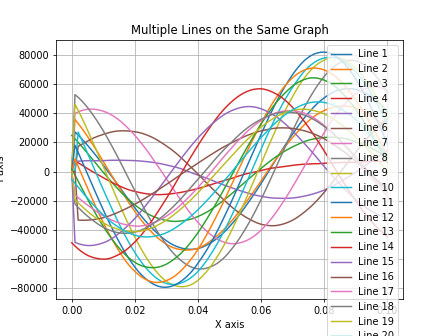 Multiple Lines on the Same Graph
80000
60000
40000
20000
0
−20000
−40000
−60000
−80000
0.00
0.02
0.04
0.06
X axis
Line 1
Line 2
Line 3
Line 4
Line 5
Line 6
Line 7
Line 8
Line 9
Line 10
Line 11
Line 12
Line 13
Line 14
Line 15
Line 16
Line 17
Line 18
Line 19
Line 20